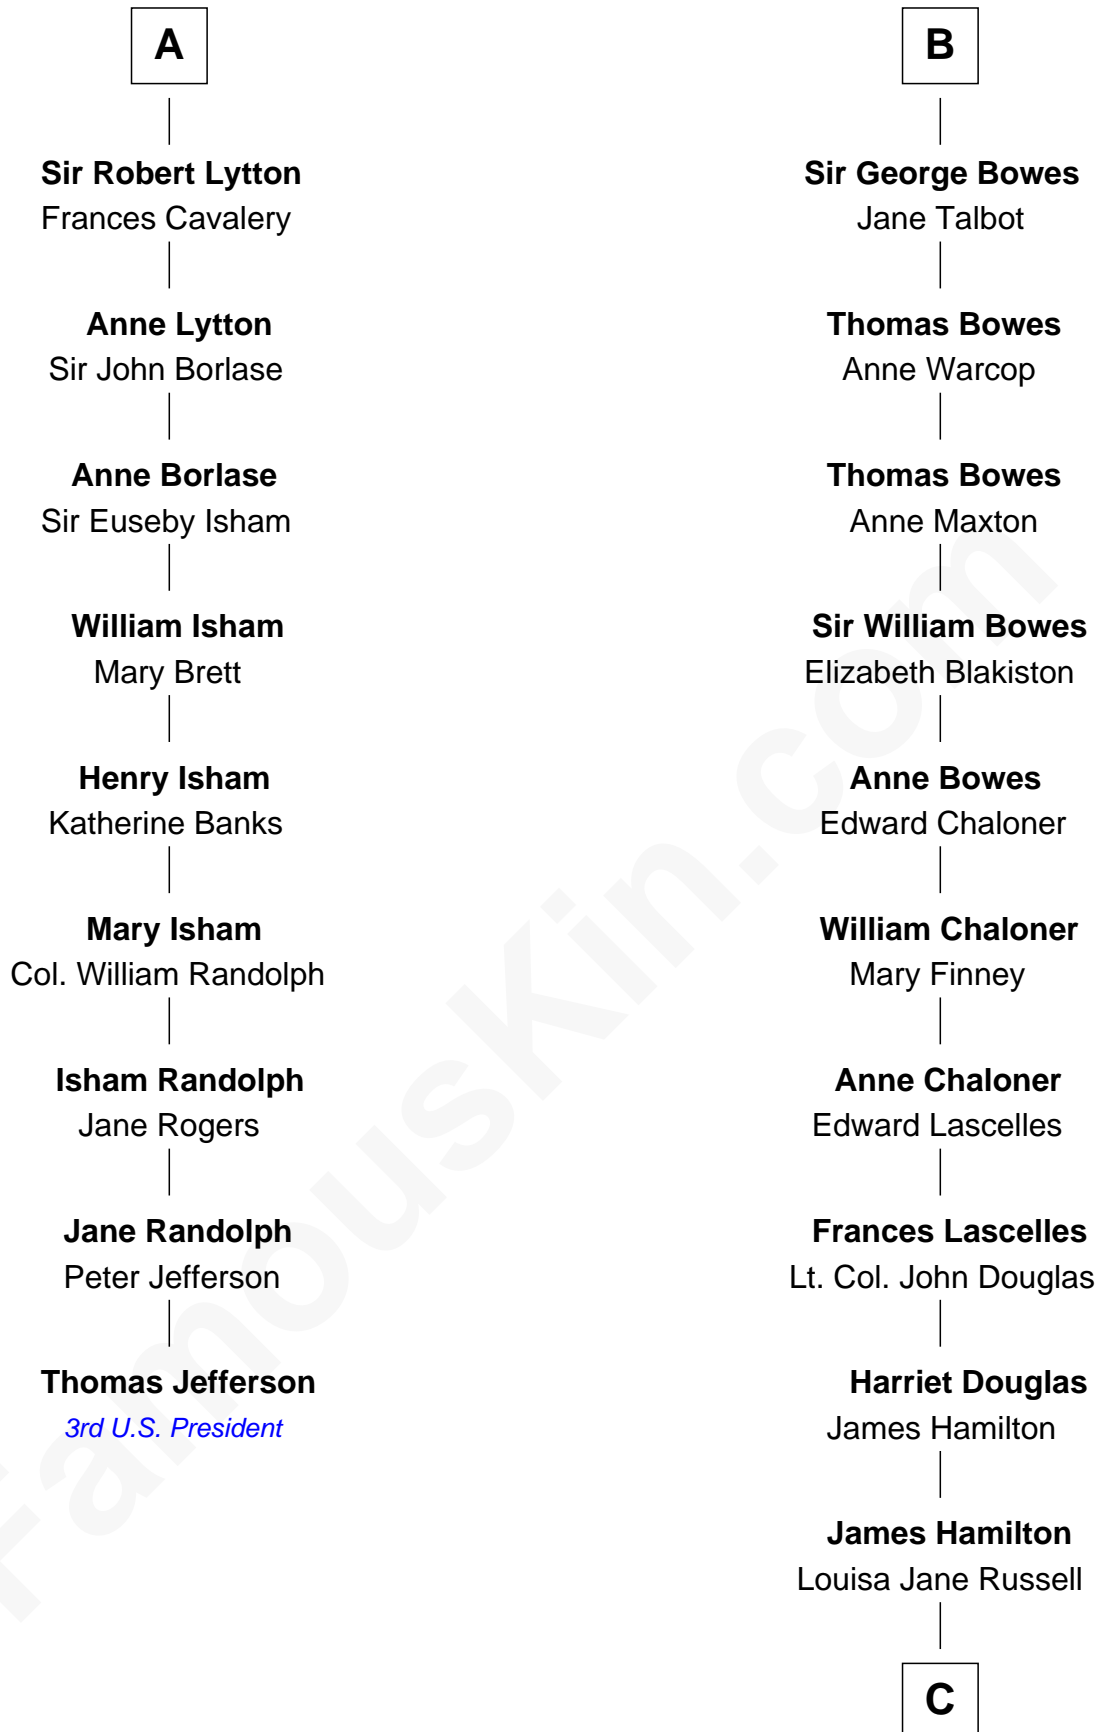 A
Sir Robert Lytton
Frances Cavalery
Anne Lytton
Sir John Borlase
Anne Borlase
Sir Euseby Isham
William Isham
Mary Brett
Henry Isham
Katherine Banks
Mary Isham
Col. William Randolph
Isham Randolph
Jane Rogers
Jane Randolph
Peter Jefferson
Thomas Jefferson
3rd U.S. President
B
Sir George Bowes
Jane Talbot
Thomas Bowes
Anne Warcop
Thomas Bowes
Anne Maxton
Sir William Bowes
Elizabeth Blakiston
Anne Bowes
Edward Chaloner
William Chaloner
Mary Finney
Anne Chaloner
Edward Lascelles
Frances Lascelles
Lt. Col. John Douglas
Harriet Douglas
James Hamilton
James Hamilton
Louisa Jane Russell
C
FamousKin.com